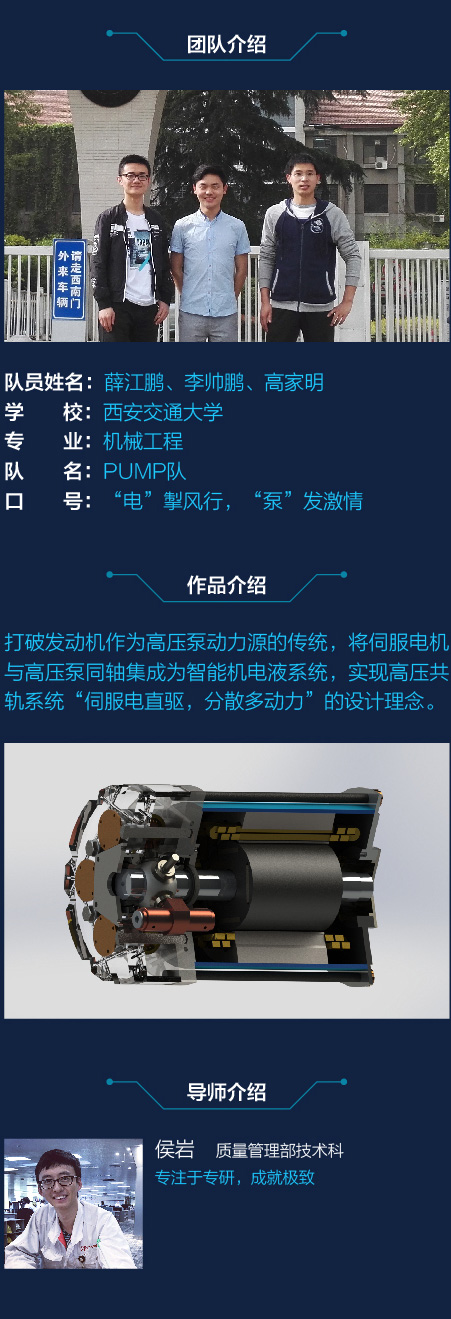 团队介绍
请走西南门
外来车辆
队员姓名：薛江鹏、李帅鹏、高家明
学 校：西安交通大学
专 业：机械工程
队 名：PUMP队
口 号：“电”掣风行，“泵”发激情
作品介绍
打破发动机作为高压泵动力源的传统，将伺服电机
与高压泵同轴集成为智能机电液系统，实现高压共
轨系统“伺服电直驱，分散多动力”的设计理念。
导师介绍
侯岩 质量管理部技术科
专注于专研，成就极致